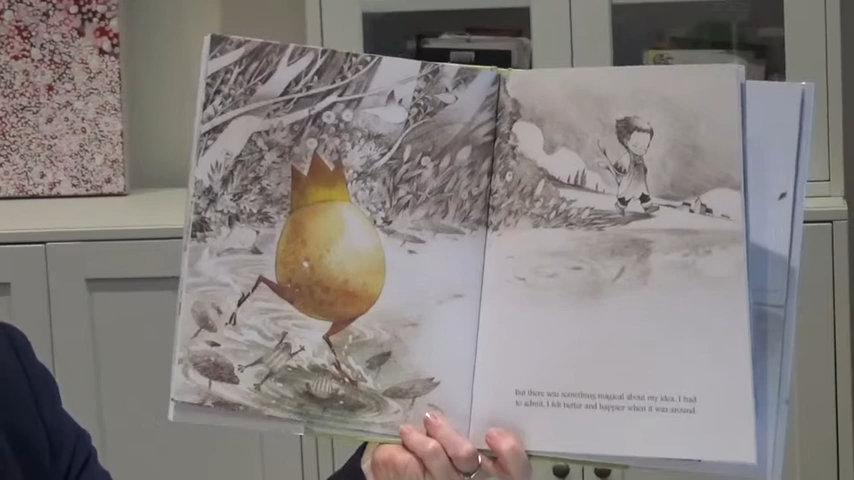 But there was something magical about my idea. I had
to admit, I felt better and happier when it was around.